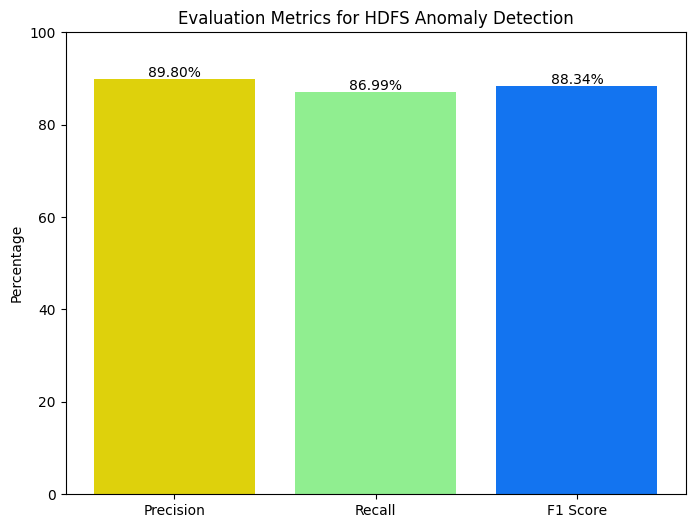 Evaluation Metrics for HDFS Anomaly Detection
100
80
60
40
20
0
Percentage
89.80%
86.99%
88.34%
Precision
Recall
F1 Score